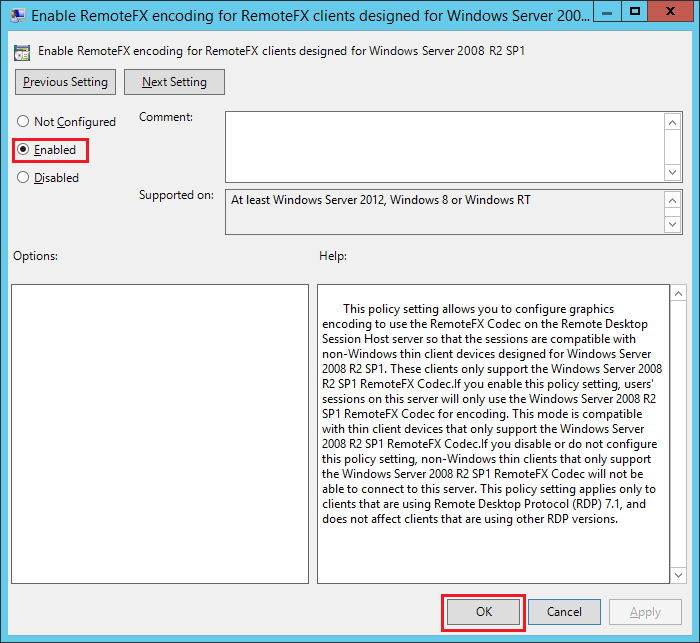 Enable RemoteFX encoding for RemoteFX clients designed for Windows Server 200...
Enable RemoteFX encoding for RemoteFX clients designed for Windows Server 2008 R2 SP1
Previous Setting
Next Setting
Not Configured
Comment:
Enabled
Disabled
Supported on:
At least Windows Server 2012, Windows 8 or Windows RT
Options:
Help:
This policy setting allows you to configure graphics
encoding to use the RemoteFX Codec on the Remote Desktop
Session Host server so that the sessions are compatible with
non-Windows thin client devices designed for Windows Server
2008 R2 SP1. These clients only support the Windows Server 2008
R2 SP1 RemoteFX Codec.If you enable this policy setting, users'
sessions on this server will only use the Windows Server 2008 R2
SP1 RemoteFX Codec for encoding. This mode is compatible
with thin client devices that only support the Windows Server
2008 R2 SP1 RemoteFX Codec.If you disable or do not configure
this policy setting, non-Windows thin clients that only support
the Windows Server 2008 R2 SP1 RemoteFX Codec will not be
able to connect to this server. This policy setting applies only to
clients that are using Remote Desktop Protocol (RDP) 7.1, and
does not affect clients that are using other RDP versions.
OK
Cancel
Apply